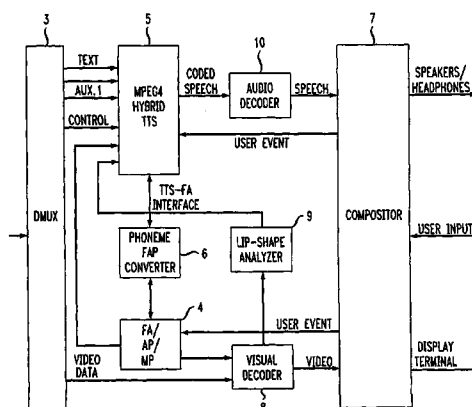 3
5
7
10
TEXT
AUX.1
CONTROL
MPEG4
HYBRID
TTS
CODED
SPEECH
AUDIO
DECODER
SPEECH
SPEAKERS/
HEADPHONES
USER EVENT
TTS-FA
INTERFACE
9
DMUX
PHONEME
FAP
CONVERTER
6
LIP-SHAPE
ANALYZER
COMPOSITOR
USER INPUT
4
FA/
AP/
MP
USER EVENT
VIDEO
DATA
VISUAL
DECODER
VIDEO
DISPLAY
TERMINAL
8